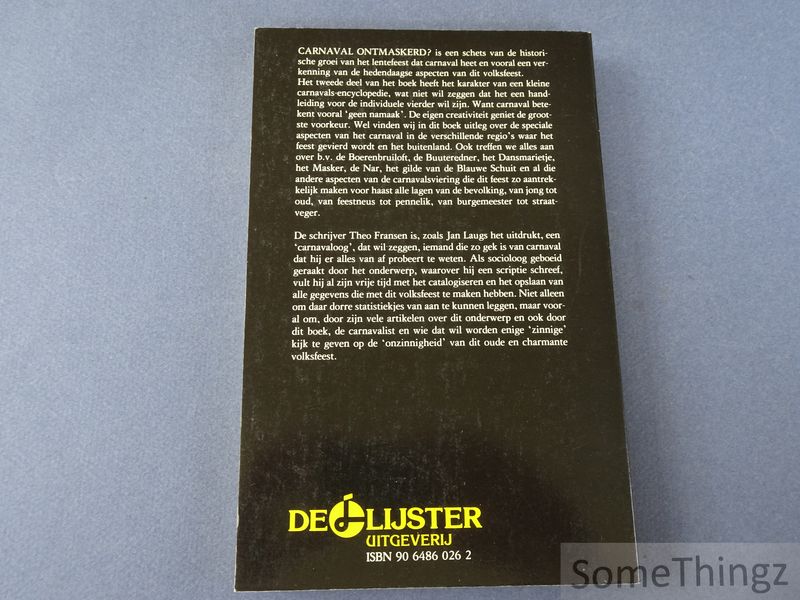 CARNAVAL ONTMASKERD? is een schets van de histori-
sche groei van het lentefeest dat carnaval heet en vooral een ver-
kenning van de hedendaagse aspecten van dit volksfeest.
Het tweede deel van het boek heeft het karakter van een kleine
carnavals-encyclopedie, wat niet wil zeggen dat het een hand-
leiding voor de individuele vierder wil zijn. Want carnaval bete-
kent vooral ‘geen namaak’. De eigen creativiteit geniet de groot-
ste voorkeur. Wel vinden wij in dit boek uitleg over de speciale
aspecten van het carnaval in de verschillende regio’s waar het
feest gevierd wordt en het buitenland. Ook treffen we alles aan
over b.v. de Boerenbruiloft, de Buuteredner, het Dansmarietje,
het Masker, de Nar, het gilde van de Blauwe Schuit en al die
andere aspecten van de carnavalsviering die dit feest zo aantrek-
kelijk maken voor haast alle lagen van de bevolking, van jong tot
oud, van feestneus tot pennelik, van burgemeester tot straat-
veger.
De schrijver Theo Fransen is, zoals Jan Laugs het uitdrukt, een
‘carnavaloog’, dat wil zeggen, iemand die zo gek is van carnaval
dat hij er alles van af probeert te weten. Als socioloog geboeid
geraakt door het onderwerp, waarover hij een scriptie schreef,
vult hij al zijn vrije tijd met het catalogiseren en het opslaan van
alle gegevens die met dit volksfeest te maken hebben. Niet alleen
om daar dorre statistiekjes van aan te kunnen leggen, maar voor-
al om, door zijn vele artikelen over dit onderwerp en ook door
dit boek, de carnavalist en wie dat wil worden enige ‘zinnige’
kijk te geven op de ‘onzinnigheid’ van dit oude en charmante
volksfeest.
DE LIJSTER
UITGEVERIJ
ISBN 90 6486 026 2
SomeThingz